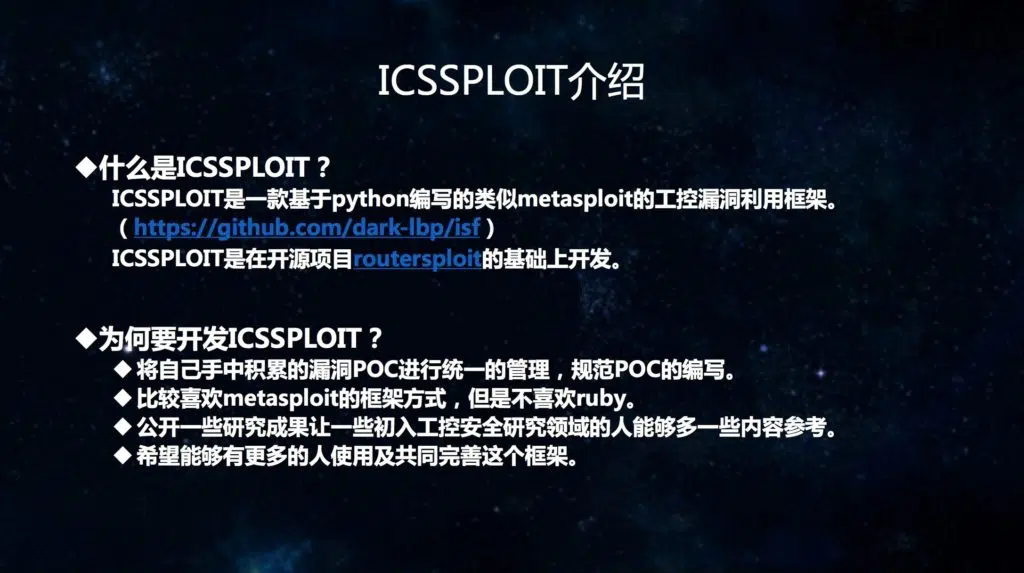 ICSSPLOIT介绍
◆什么是ICSSPLOIT？
ICSSPLOIT是一款基于python编写的类似metasploit的工控漏洞利用框架。
（https://github.com/dark-lbp/isf）
ICSSPLOIT是在开源项目routersploit的基础上开发。
◆为何要开发ICSSPLOIT？
◆将自己手中积累的漏洞POC进行统一的管理，规范POC的编写。
◆比较喜欢metasploit的框架方式，但是不喜欢ruby。
◆公开一些研究成果让一些初入工控安全研究领域的人能够多一些内容参考。
◆希望能够有更多的人使用及共同完善这个框架。